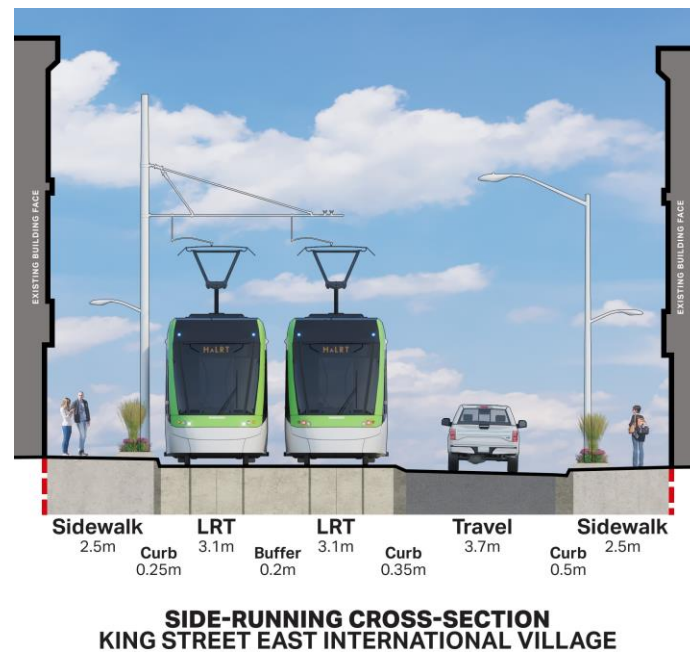 EXISTING BUILDING FACE
EXISTING BUILDING FACE
HAMLRT
HAMLRT
Sidewalk
2.5m
Curb
0.25m
LRT
3.1m
Buffer
0.2m
LRT
3.1m
Curb
0.35m
Travel
3.7m
Curb
0.5m
Sidewalk
2.5m
SIDE-RUNNING CROSS-SECTION
KING STREET EAST INTERNATIONAL VILLAGE